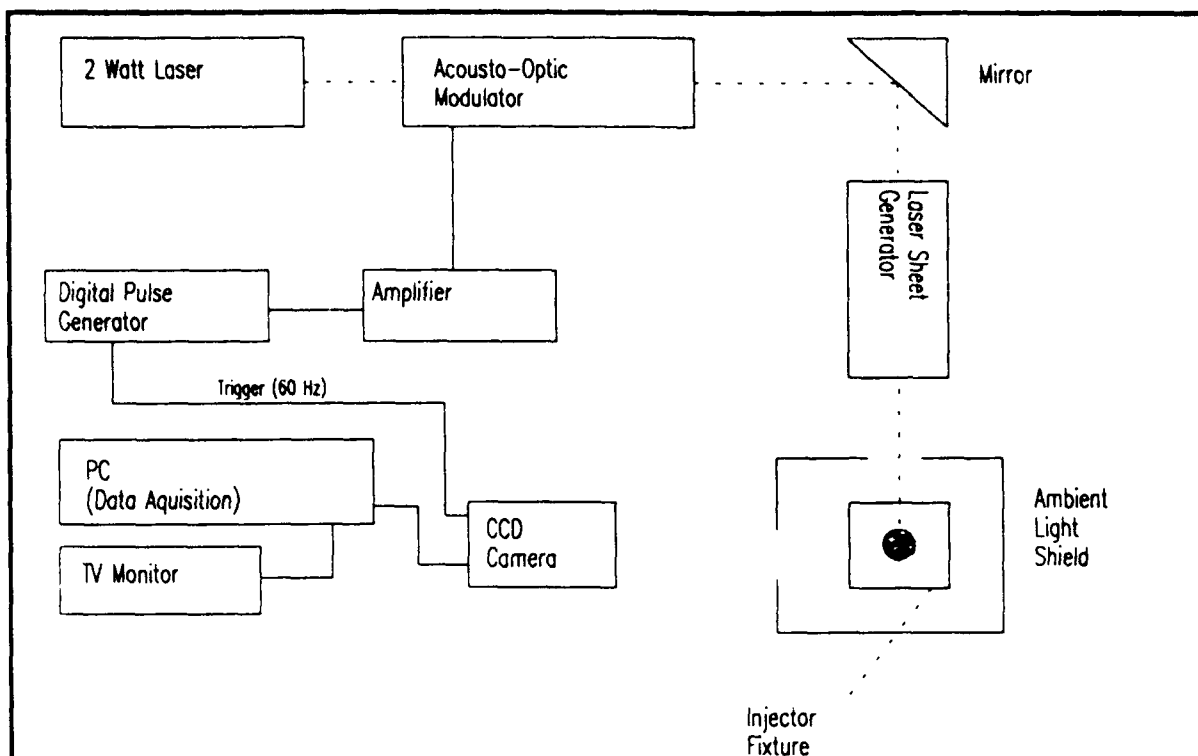 2 Watt Laser
Acousto-Optic
Modulator
Mirror
Laser Sheet
Generator
Digital Pulse
Generator
Amplifier
Trigger (60 Hz)
PC
(Data Aquisition)
TV Monitor
CCD
Camera
Ambient
Light
Shield
Injector
Fixture